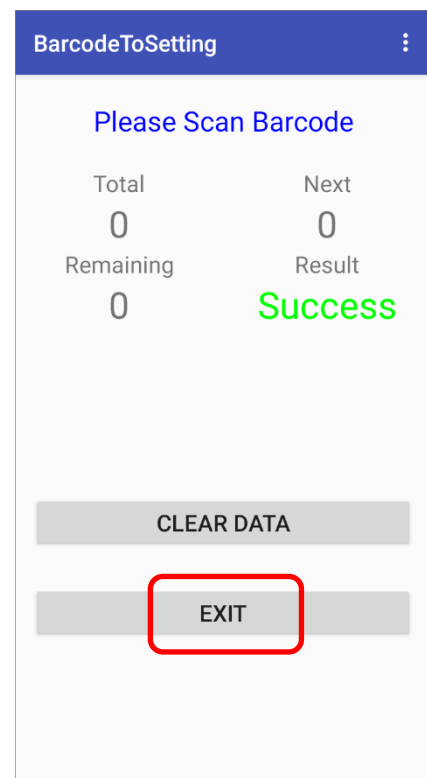 BarcodeToSetting
Please Scan Barcode
Total Next
0 0
Remaining Result
0 Success
CLEAR DATA
EXIT